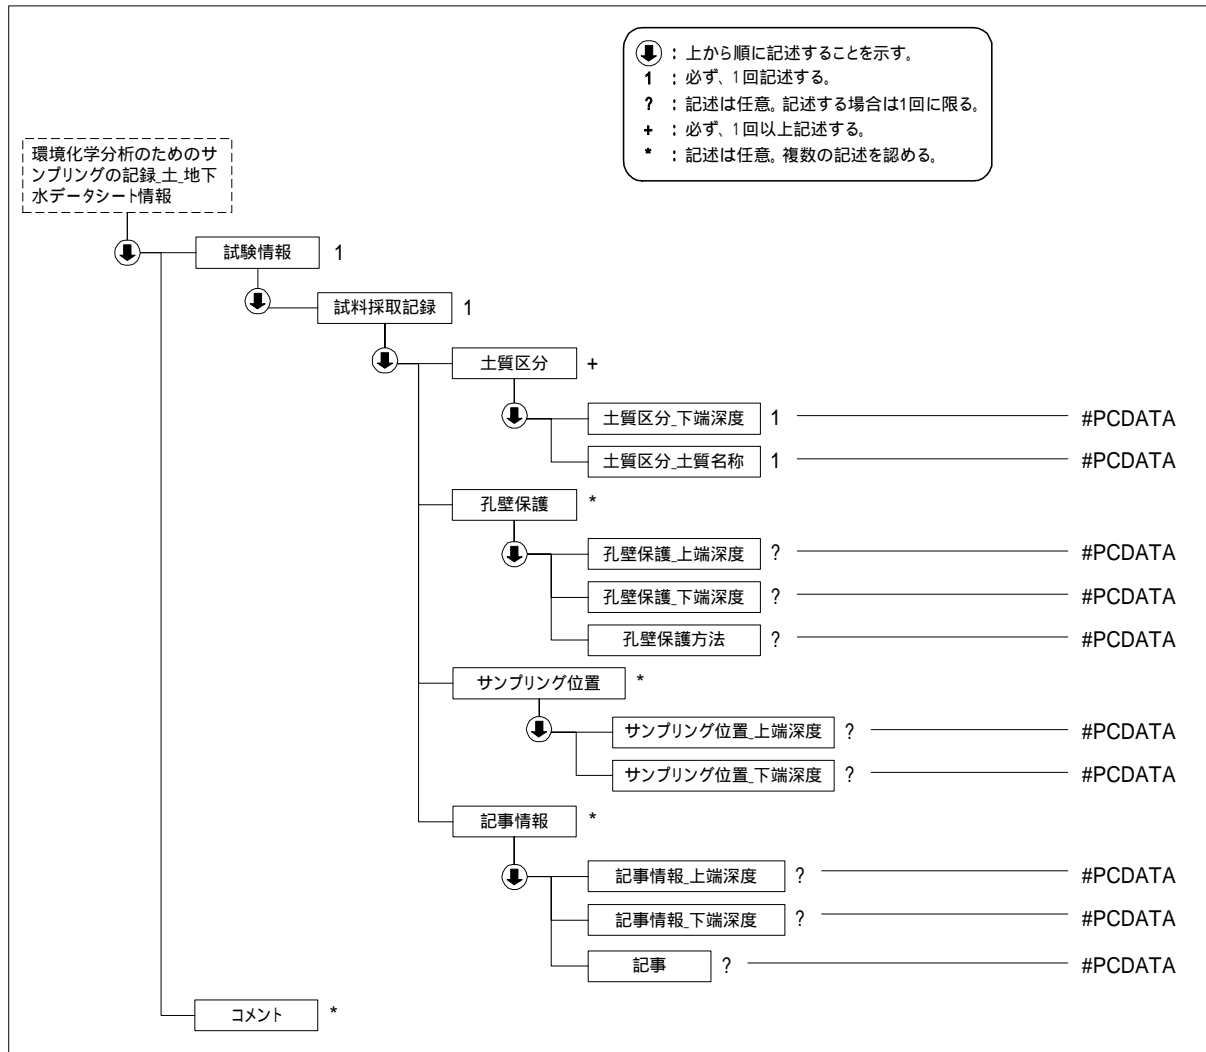 : 上から順に記述することを示す。
1 : 必ず、1回記述する。
? : 記述は任意。記述する場合は1回に限る。
+ : 必ず、1回以上記述する。
* : 記述は任意。複数の記述を認める。
環境化学分析のためのサ
ンプリングの記録_土_地下
水データシート情報
試験情報 1
試料採取記録 1
土質区分 +
土質区分_下端深度 1 #PCDATA
土質区分_土質名称 1 #PCDATA
孔壁保護 *
孔壁保護_上端深度 ? #PCDATA
孔壁保護_下端深度 ? #PCDATA
孔壁保護方法 ? #PCDATA
サンプリング位置 *
サンプリング位置_上端深度 ? #PCDATA
サンプリング位置_下端深度 ? #PCDATA
記事情報 *
記事情報_上端深度 ? #PCDATA
記事情報_下端深度 ? #PCDATA
記事 ? #PCDATA
コメント *